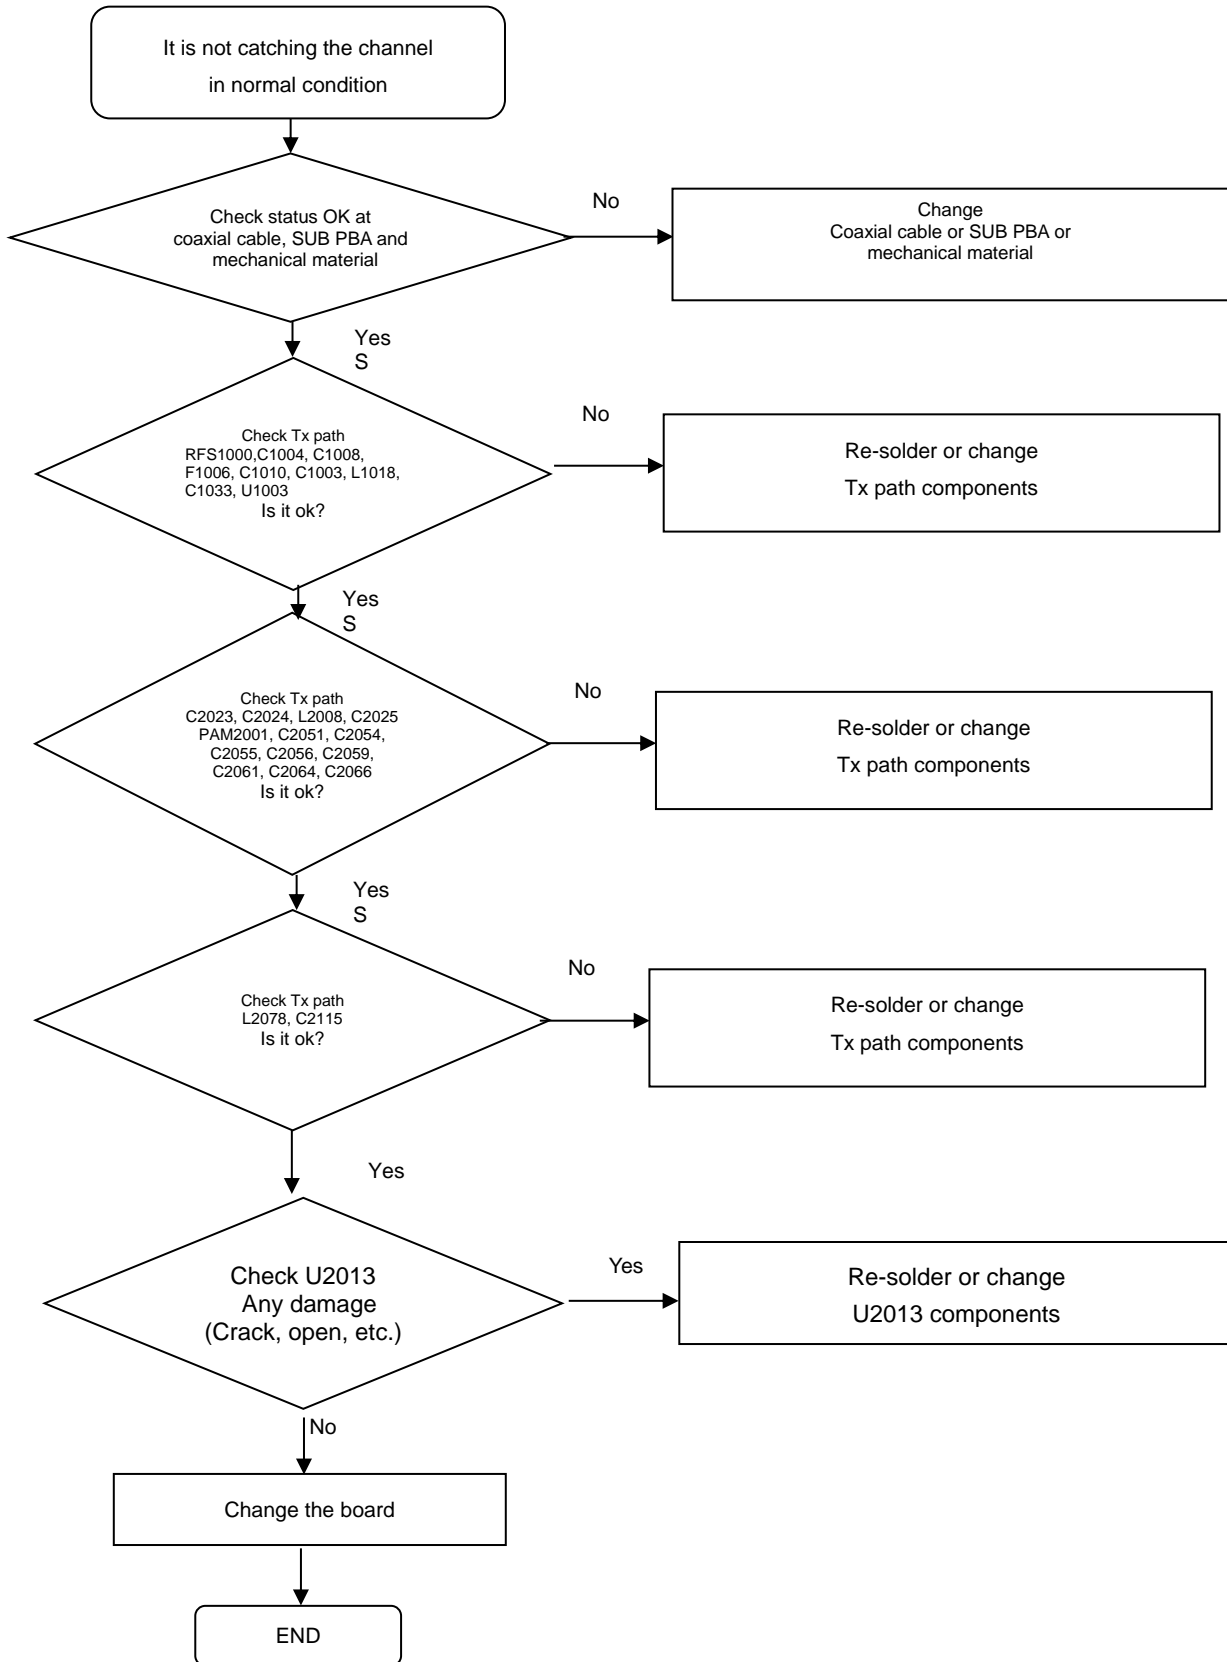 It is not catching the channel
in normal condition
Check status OK at
coaxial cable, SUB PBA and
mechanical material
No
Change
Coaxial cable or SUB PBA or
mechanical material
Yes
S
Check Tx path
RFS1000,C1004, C1008,
F1006, C1010, C1003, L1018,
C1033, U1003
Is it ok?
No
Re-solder or change
Tx path components
Yes
S
Check Tx path
C2023, C2024, L2008, C2025
PAM2001, C2051, C2054,
C2055, C2056, C2059,
C2061, C2064, C2066
Is it ok?
No
Re-solder or change
Tx path components
Yes
S
Check Tx path
L2078, C2115
Is it ok?
No
Re-solder or change
Tx path components
Yes
Check U2013
Any damage
(Crack, open, etc.)
Yes
Re-solder or change
U2013 components
No
Change the board
END